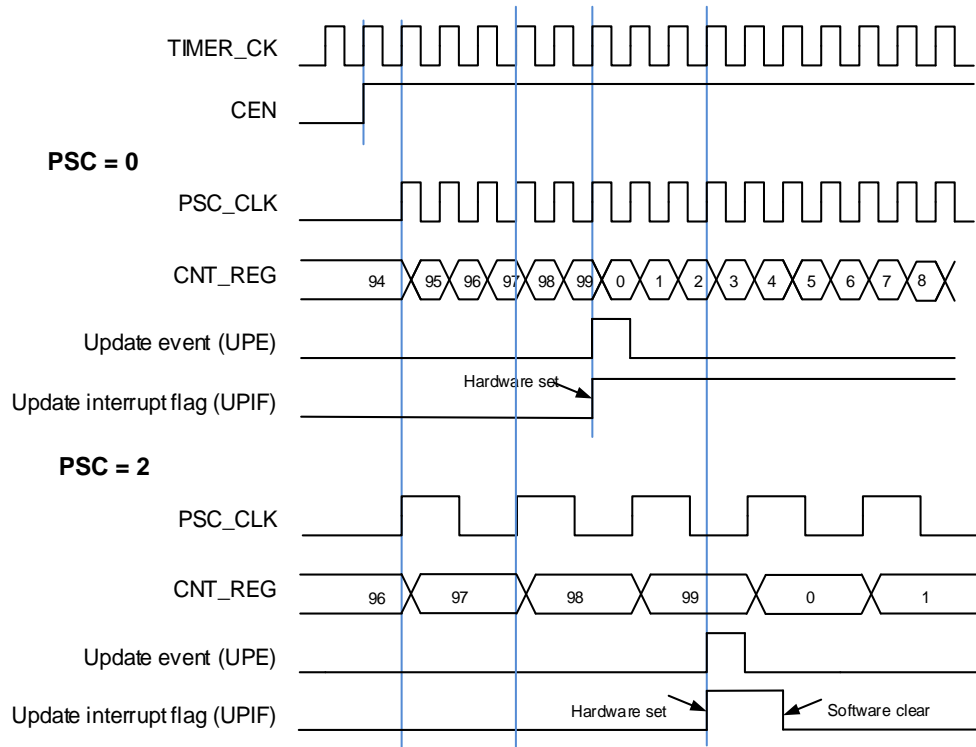 TIMER_CK
CEN
PSC = 0
PSC_CLK
CNT_REG 94 95 96 97 98 99 0 1 2 3 4 5 6 7 8
Update event (UPE)
Hardware set
Update interrupt flag (UPIF)
PSC = 2
PSC_CLK
CNT_REG 96 97 98 99 0 1
Update event (UPE)
Update interrupt flag (UPIF) Hardware set Software clear